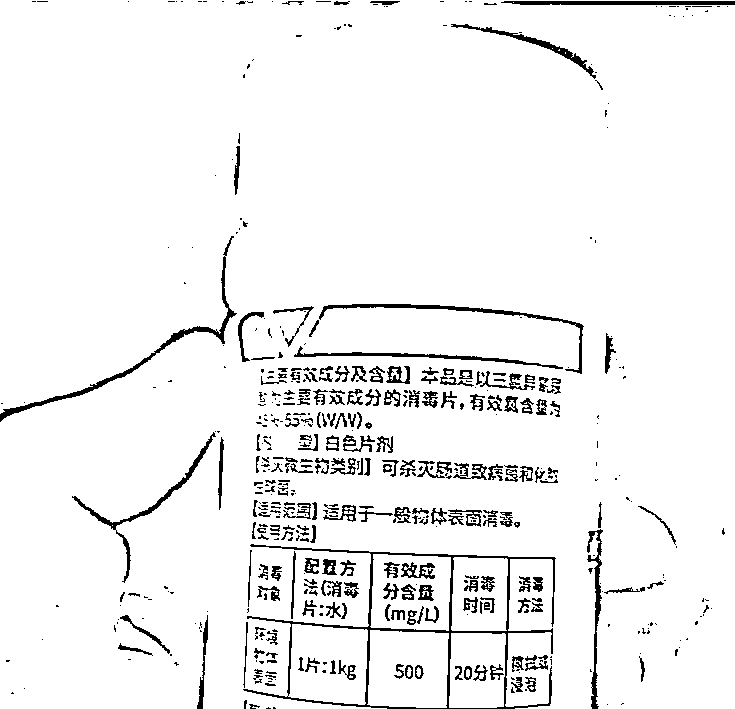 【主要有效成分及含量】本品是以三氯异氰尿
酸为主要有效成分的消毒片,有效氯含量为
45%-55%(W/W)。
【剂 型】白色片剂
【杀灭微生物类别】可杀灭肠道致病菌和化脓
性球菌。
【适用范围】适用于一般物体表面消毒。
【使用方法】
消毒对象 配置方法(消毒片:水) 有效成分含量(mg/L) 消毒时间 消毒方法
环境物体表面 1片:1kg 500 20分钟 擦拭或浸泡